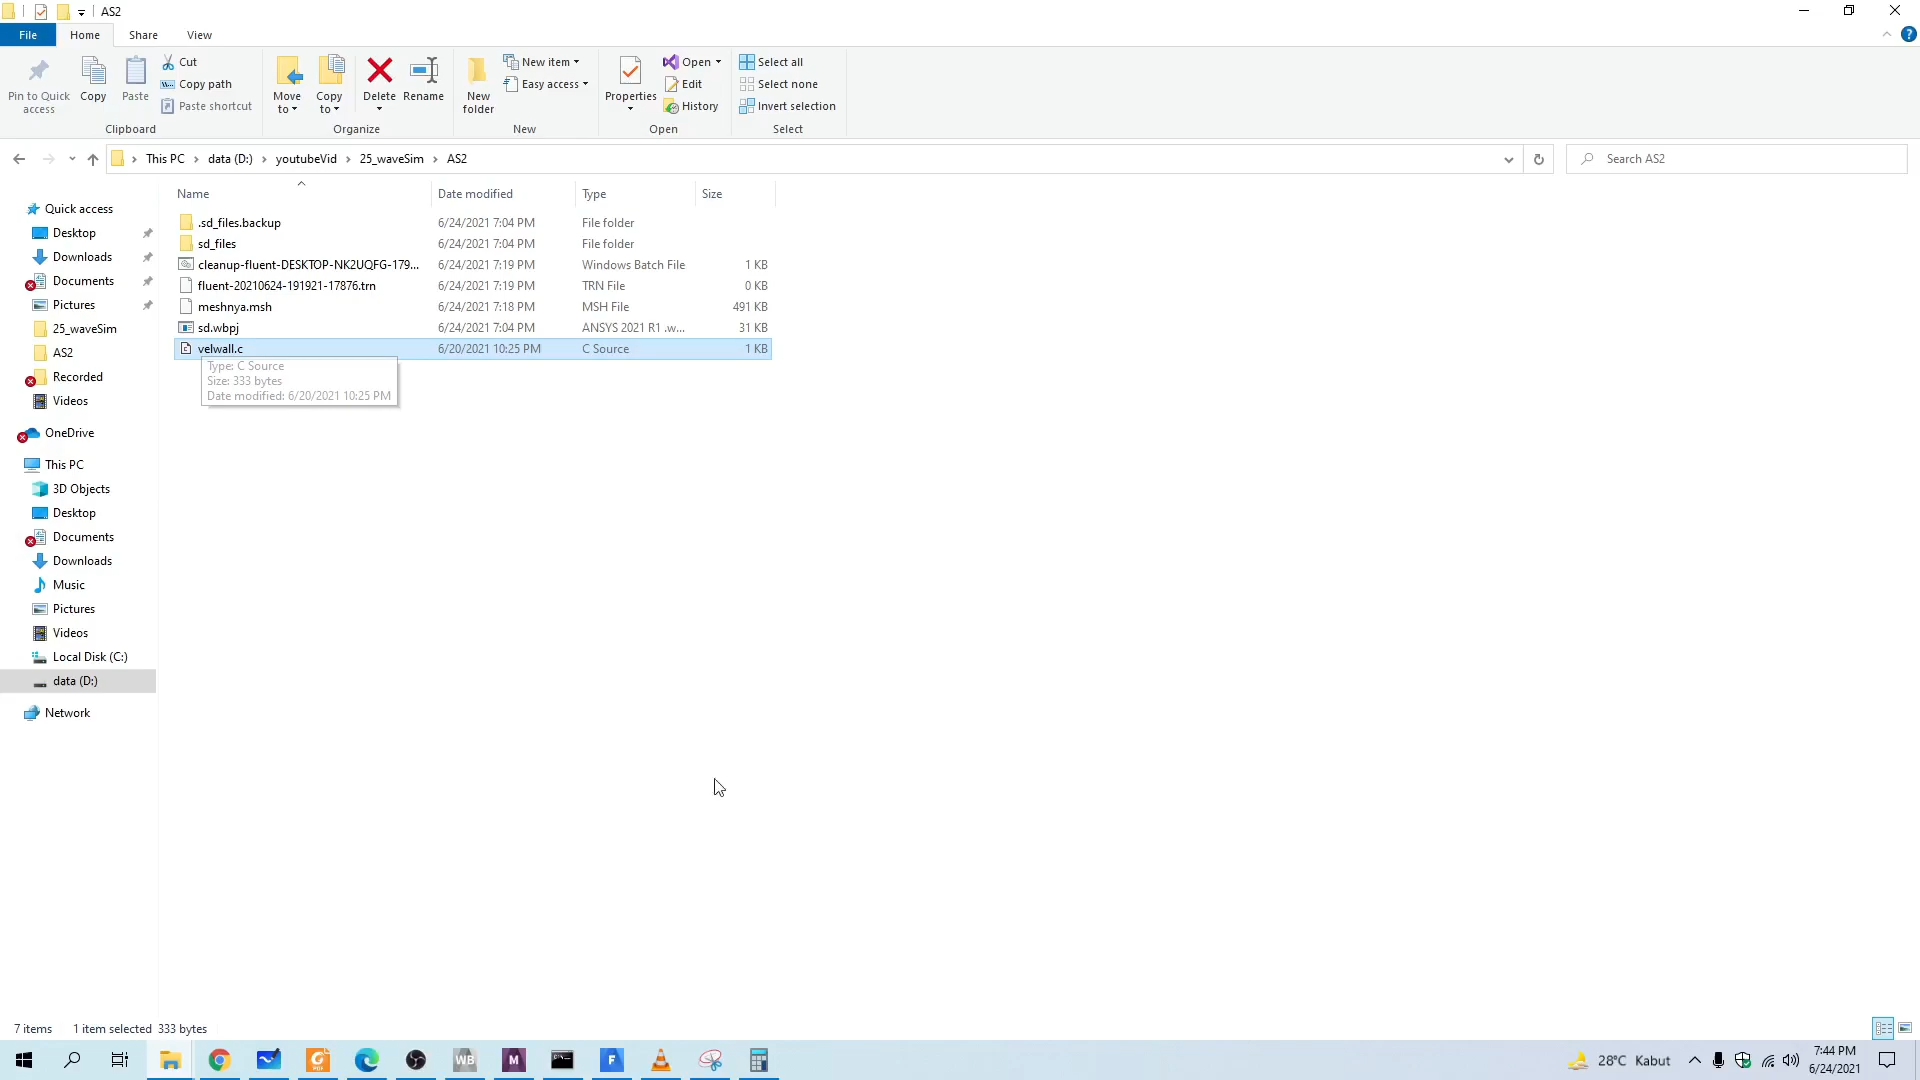 AS2
File Home Share View
Pin to Quick access
Copy
Paste
Cut
Copy path
Paste shortcut
Clipboard
Move to
Copy to
Delete
Rename
Organize
New folder
New item
Easy access
New
Properties
Open
Edit
History
Open
Select all
Select none
Invert selection
Select
This PC data (D:) youtubeVid 25_waveSim AS2
Search AS2
Name Date modified Type Size
.sd_files.backup 6/24/2021 7:04 PM File folder
sd_files 6/24/2021 7:04 PM File folder
cleanup-fluent-DESKTOP-NK2UQFG-179... 6/24/2021 7:19 PM Windows Batch File 1 KB
fluent-20210624-191921-17876.trn 6/24/2021 7:19 PM TRN File 0 KB
meshnya.msh 6/24/2021 7:18 PM MSH File 491 KB
sd.wbpj 6/24/2021 7:04 PM ANSYS 2021 R1 .w... 31 KB
velwall.c 6/20/2021 10:25 PM C Source 1 KB
Type: C Source
Size: 333 bytes
Date modified: 6/20/2021 10:25 PM
Quick access
Desktop
Downloads
Documents
Pictures
25_waveSim
AS2
Recorded
Videos
OneDrive
This PC
3D Objects
Desktop
Documents
Downloads
Music
Pictures
Videos
Local Disk (C:)
data (D:)
Network
7 items 1 item selected 333 bytes
WB M F
28°C Kabut
7:44 PM
6/24/2021